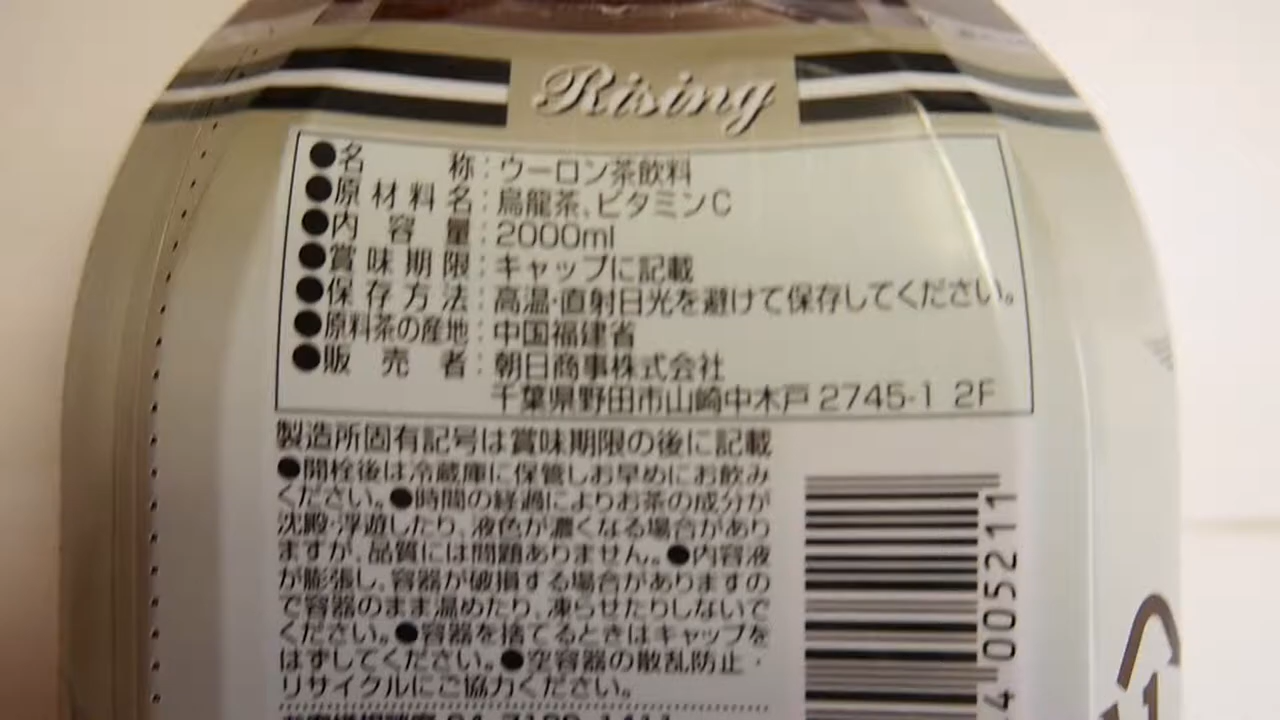 Rising
●名称：ウーロン茶飲料
●原材料名：烏龍茶、ビタミンC
●内容量：2000ml
●賞味期限：キャップに記載
●保存方法：高温・直射日光を避けて保存してください。
●原料茶の産地：中国福建省
●販売者：朝日商事株式会社
千葉県野田市山崎中木戸 2745-1 2F
製造所固有記号は賞味期限の後に記載
●開栓後は冷蔵庫に保管しお早めにお飲み
ください。●時間の経過によりお茶の成分が
沈殿・浮遊したり、液色が濃くなる場合があり
ますが、品質には問題ありません。●内容液
が膨張し、容器が破損する場合がありますの
で容器のまま温めたり、凍らせたりしないで
ください。●容器を捨てるときはキャップを
はずしてください。●空容器の散乱防止・
リサイクルにご協力ください。
4 005211